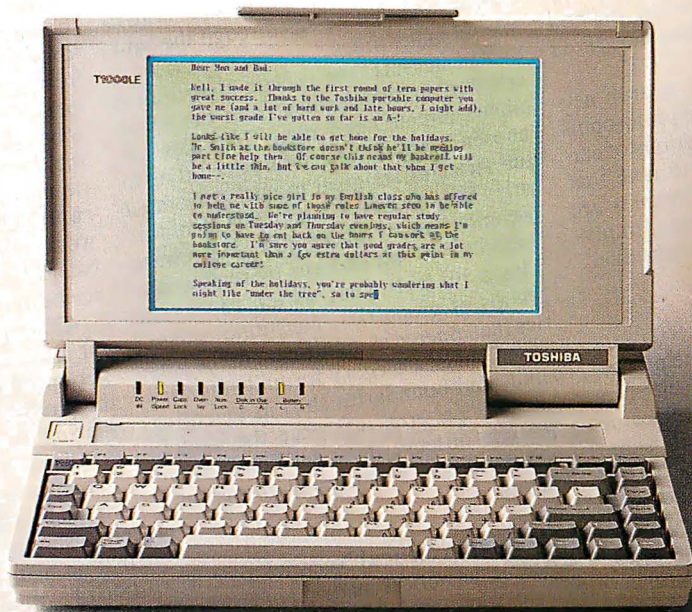 T1000LE
Dear Mom and Dad:
Well, I made it through the first round of term papers with
great success. Thanks to the Toshiba portable computer you
gave me (and a lot of hard work and late hours, I might add),
the worst grade I've gotten so far is an A-!
Looks like I will be able to get home for the holidays.
Mr. Smith at the bookstore doesn't think he'll be needing
part time help then. Of course this means my bankroll will
be a little thin, but we can talk about that when I get
home--.
I met a really nice girl in my English class who has offered
to help me with some of those rules I never seem to be able
to understand. We're planning to have regular study
sessions on Tuesday and Thursday evenings, which means I'm
going to have to cut back on the hours I can work at the
bookstore. I'm sure you agree that good grades are a lot
more important than a few extra dollars at this point in my
college career!
Speaking of the holidays, you're probably wondering what I
might like "under the tree", so to spe
TOSHIBA
DC IN Power Speed Caps Lock Over- lay Num Lock Disk in Use C A Battery L